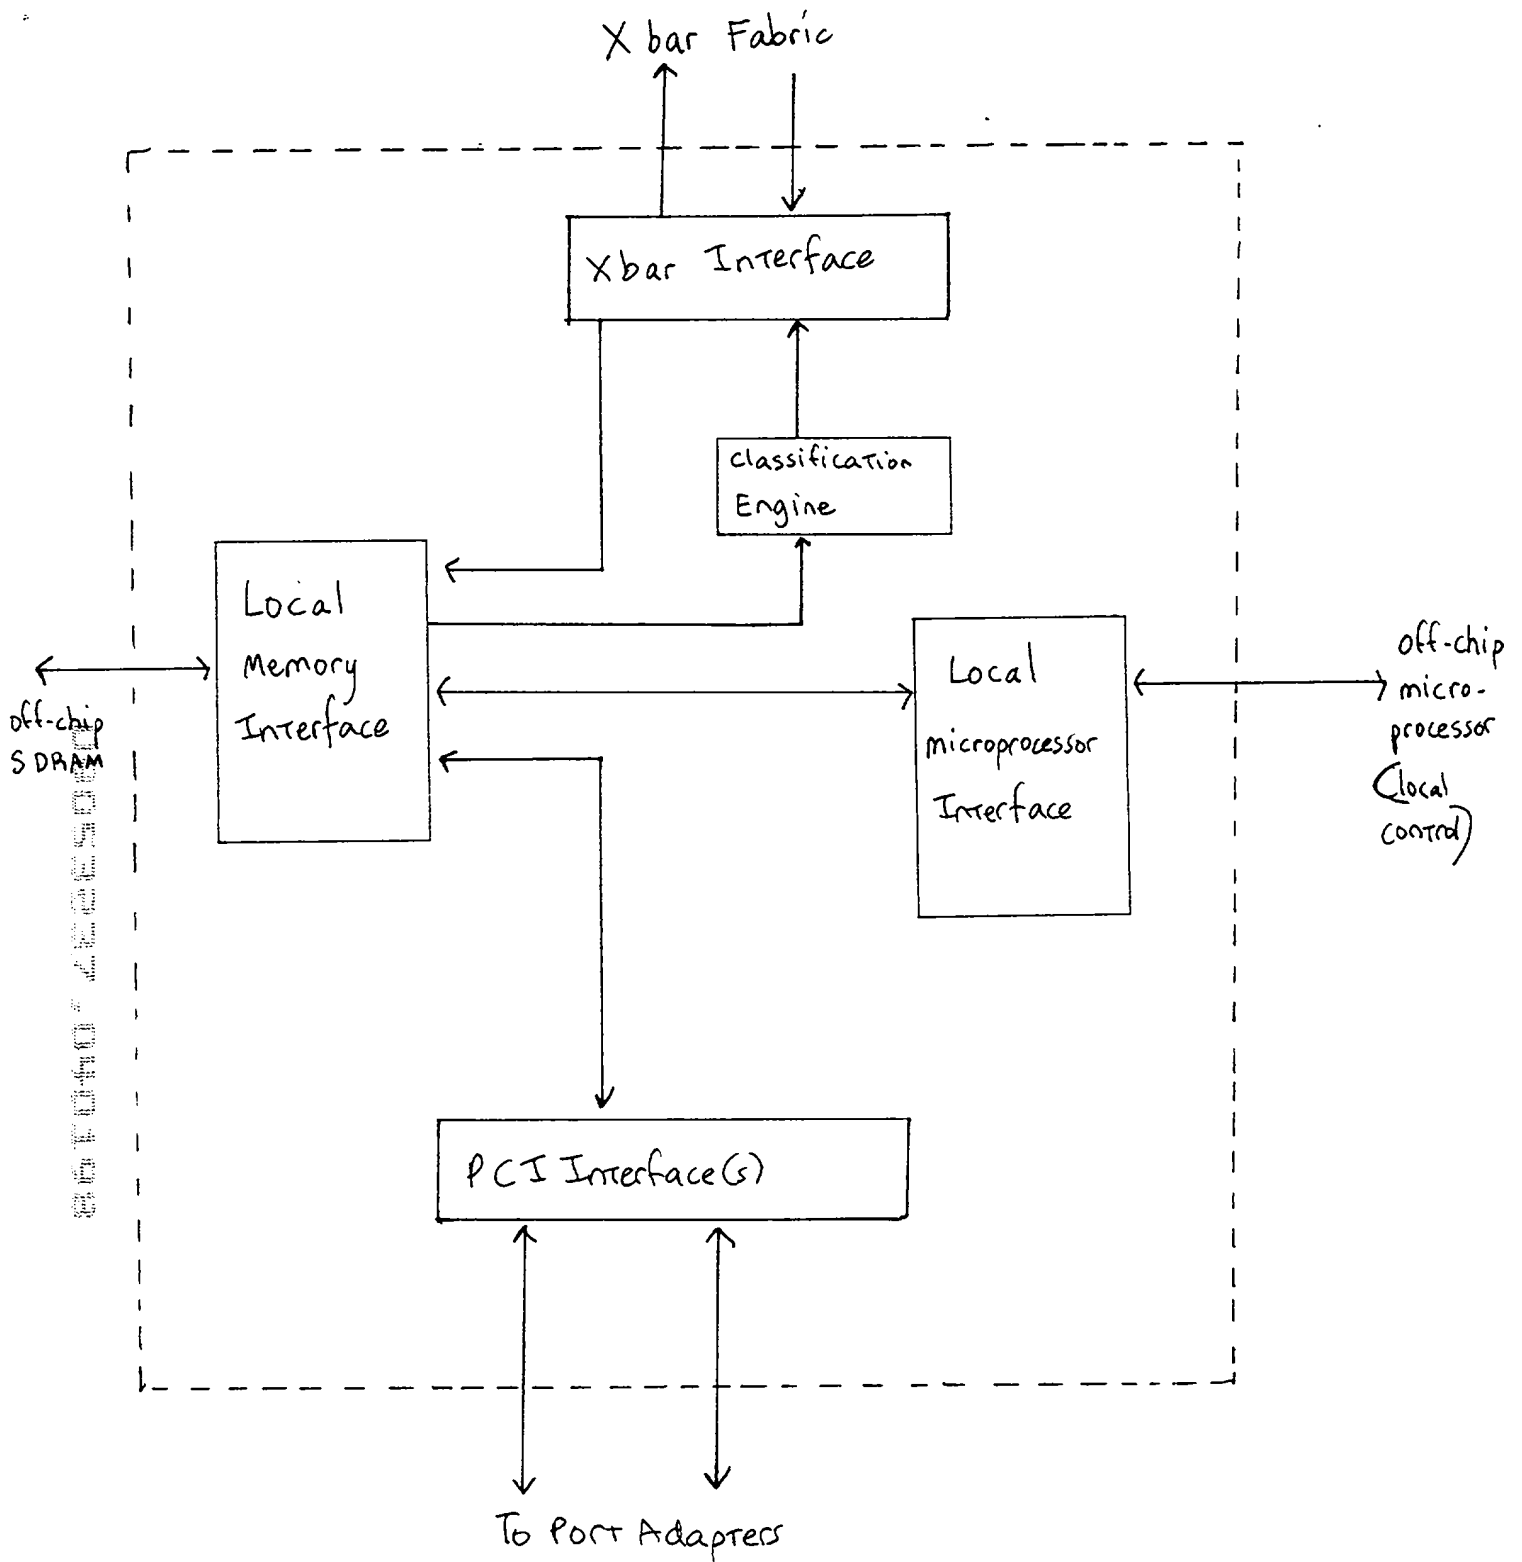 Xbar Fabric
Xbar Interface
Classification
Engine
Local
Memory
Interface
off-chip
SDRAM
Local
microprocessor
Interface
off-chip
micro-
processor
(local
control)
PCI Interface(s)
To Port Adapters